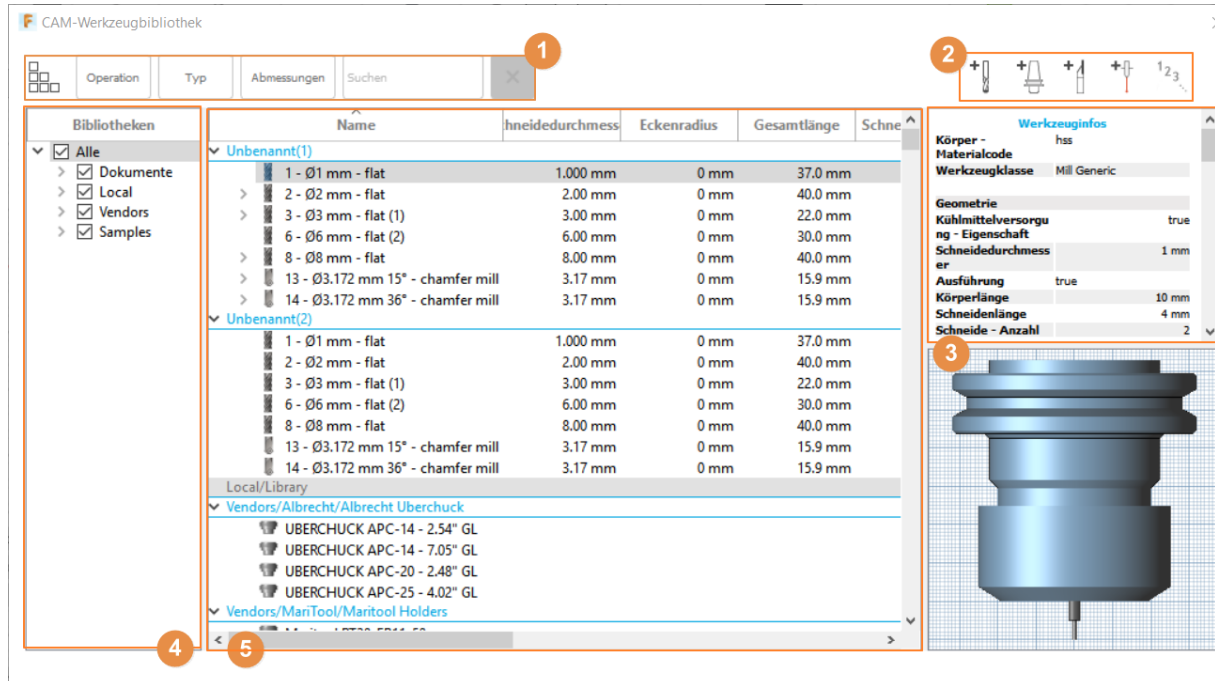 CAM-Werkzeugbibliothek
1
2
Operation Typ Abmessungen Suchen
1 2 3
Bibliotheken
Alle
Dokumente
Local
Vendors
Samples
Name hneidedurchmess Eckenradius Gesamtlänge Schne
Unbenannt(1)
1 - Ø1 mm - flat 1.000 mm 0 mm 37.0 mm
2 - Ø2 mm - flat 2.00 mm 0 mm 40.0 mm
3 - Ø3 mm - flat (1) 3.00 mm 0 mm 22.0 mm
6 - Ø6 mm - flat (2) 6.00 mm 0 mm 30.0 mm
8 - Ø8 mm - flat 8.00 mm 0 mm 40.0 mm
13 - Ø3.172 mm 15° - chamfer mill 3.17 mm 0 mm 15.9 mm
14 - Ø3.172 mm 36° - chamfer mill 3.17 mm 0 mm 15.9 mm
Unbenannt(2)
1 - Ø1 mm - flat 1.000 mm 0 mm 37.0 mm
2 - Ø2 mm - flat 2.00 mm 0 mm 40.0 mm
3 - Ø3 mm - flat (1) 3.00 mm 0 mm 22.0 mm
6 - Ø6 mm - flat (2) 6.00 mm 0 mm 30.0 mm
8 - Ø8 mm - flat 8.00 mm 0 mm 40.0 mm
13 - Ø3.172 mm 15° - chamfer mill 3.17 mm 0 mm 15.9 mm
14 - Ø3.172 mm 36° - chamfer mill 3.17 mm 0 mm 15.9 mm
Local/Library
Vendors/Albrecht/Albrecht Uberchuck
UBERCHUCK APC-14 - 2.54" GL
UBERCHUCK APC-14 - 7.05" GL
UBERCHUCK APC-20 - 2.48" GL
UBERCHUCK APC-25 - 4.02" GL
Vendors/MariTool/Maritool Holders
Werkzeuginfos
Körper - hss
Materialcode
Werkzeugklasse Mill Generic
Geometrie
Kühlmittelversorgu true
ng - Eigenschaft
Schneidedurchmess 1 mm
er
Ausführung true
Körperlänge 10 mm
Schneidenlänge 4 mm
Schneide - Anzahl 2
3
4
5